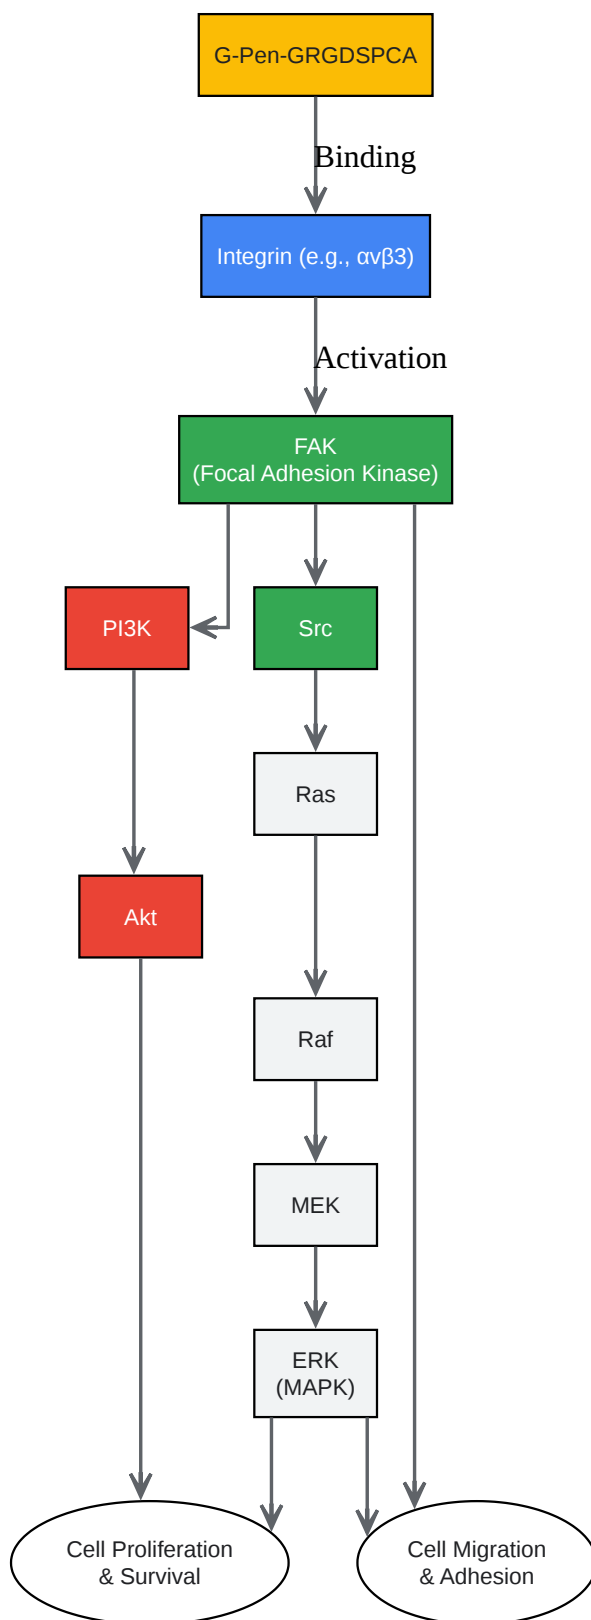 G-Pen-GRGDSPCA
Binding
Integrin (e.g., αvβ3)
Activation
FAK
(Focal Adhesion Kinase)
PI3K
Src
Ras
Akt
Raf
MEK
ERK
(MAPK)
Cell Proliferation
& Survival
Cell Migration
& Adhesion